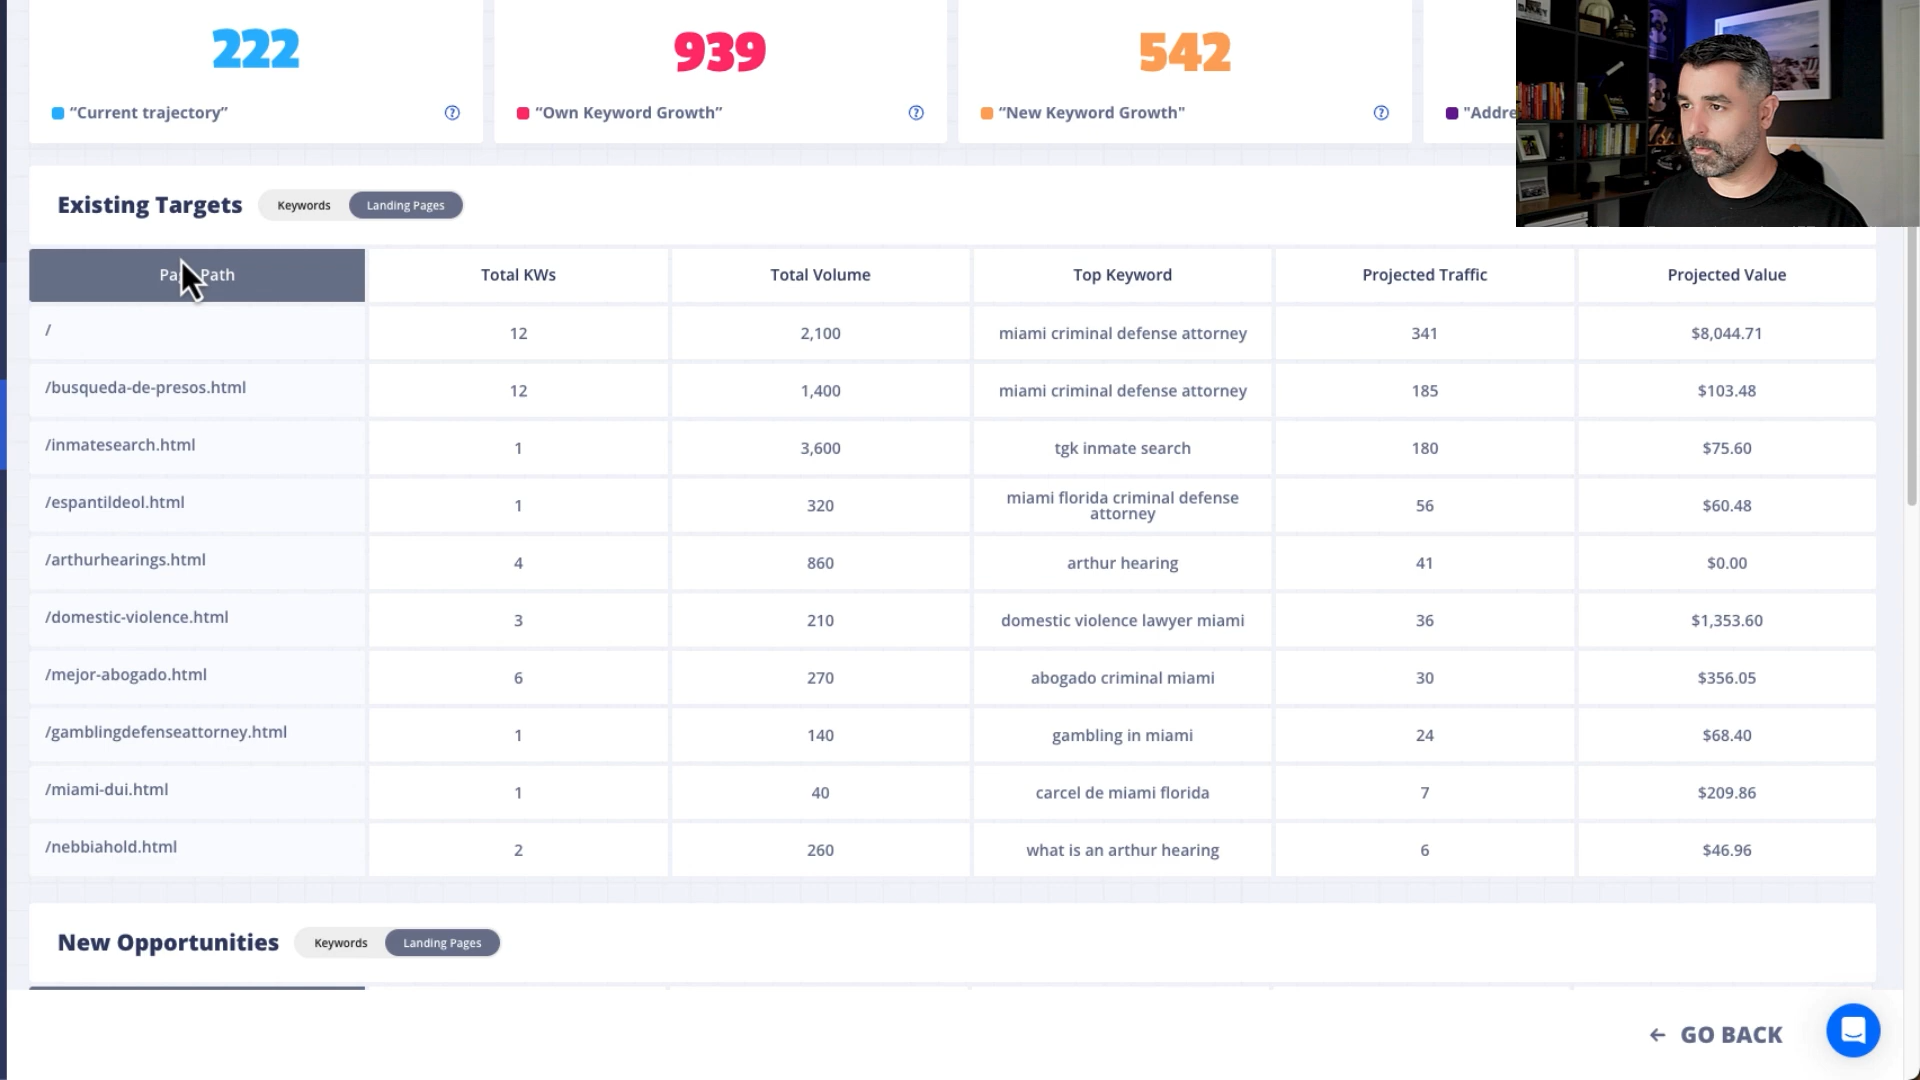 222
939
542
“Current trajectory”
“Own Keyword Growth”
“New Keyword Growth"
Existing Targets Keywords Landing Pages
Path Total KWs Total Volume Top Keyword Projected Traffic Projected Value
/ 12 2,100 miami criminal defense attorney 341 $8,044.71
/busqueda-de-presos.html 12 1,400 miami criminal defense attorney 185 $103.48
/inmatesearch.html 1 3,600 tgk inmate search 180 $75.60
/espantildeol.html 1 320 miami florida criminal defense
attorney 56 $60.48
/arthurhearings.html 4 860 arthur hearing 41 $0.00
/domestic-violence.html 3 210 domestic violence lawyer miami 36 $1,353.60
/mejor-abogado.html 6 270 abogado criminal miami 30 $356.05
/gamblingdefenseattorney.html 1 140 gambling in miami 24 $68.40
/miami-dui.html 1 40 carcel de miami florida 7 $209.86
/nebbiahold.html 2 260 what is an arthur hearing 6 $46.96
New Opportunities Keywords Landing Pages
← GO BACK